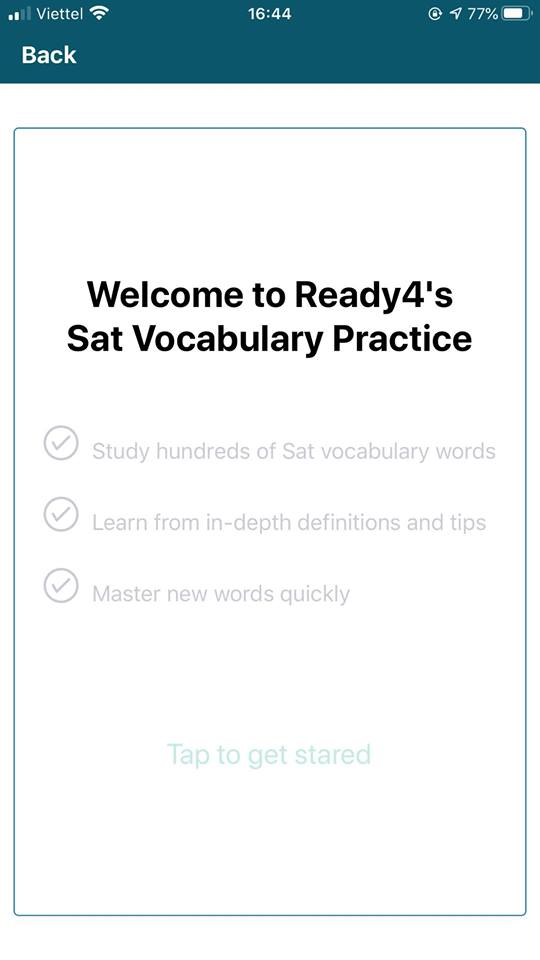 Viettel 16:44 77%
Back
Welcome to Ready4's
Sat Vocabulary Practice
Study hundreds of Sat vocabulary words
Learn from in-depth definitions and tips
Master new words quickly
Tap to get stared